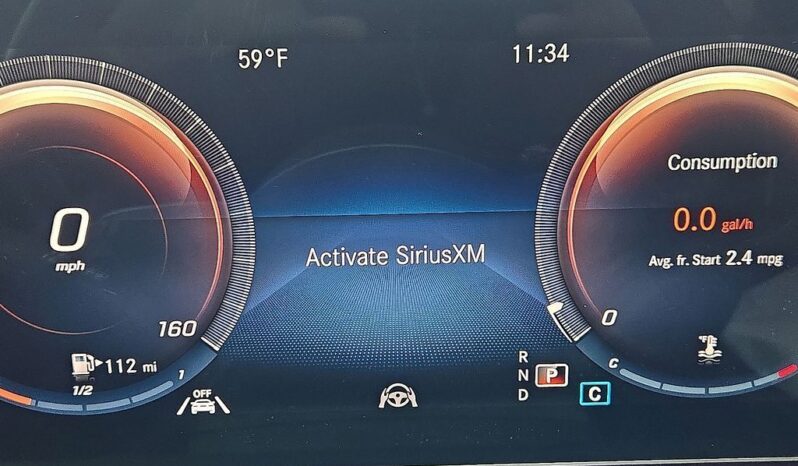 59°F
11:34
0
mph
160
112 mi
1/2
1
OFF
Activate SiriusXM
Consumption
0.0 gal/h
Avg. fr. Start 2.4 mpg
0
°F
C
R
N
P
D
C